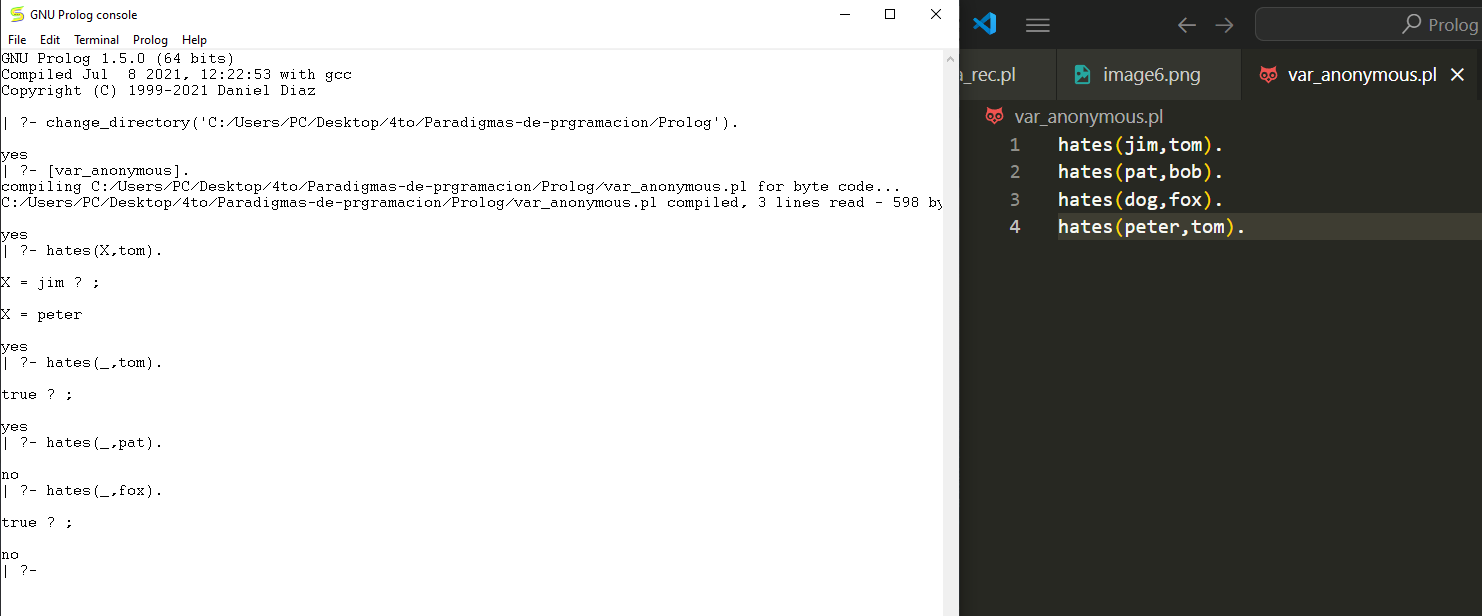 GNU Prolog console
File Edit Terminal Prolog Help
GNU Prolog 1.5.0 (64 bits)
Compiled Jul  8 2021, 12:22:53 with gcc
Copyright (C) 1999-2021 Daniel Diaz
| ?- change_directory('C:/Users/PC/Desktop/4to/Paradigmas-de-prgramacion/Prolog').
yes
| ?- [var_anonymous].
compiling C:/Users/PC/Desktop/4to/Paradigmas-de-prgramacion/Prolog/var_anonymous.pl for byte code...
C:/Users/PC/Desktop/4to/Paradigmas-de-prgramacion/Prolog/var_anonymous.pl compiled, 3 lines read - 598 by
yes
| ?- hates(X,tom).
X = jim ? ;
X = peter
yes
| ?- hates(_,tom).
true ? ;
yes
| ?- hates(_,pat).
no
| ?- hates(_,fox).
true ? ;
no
| ?-
Prolog
a_rec.pl image6.png var_anonymous.pl
var_anonymous.pl
1 hates(jim,tom).
2 hates(pat,bob).
3 hates(dog,fox).
4 hates(peter,tom).